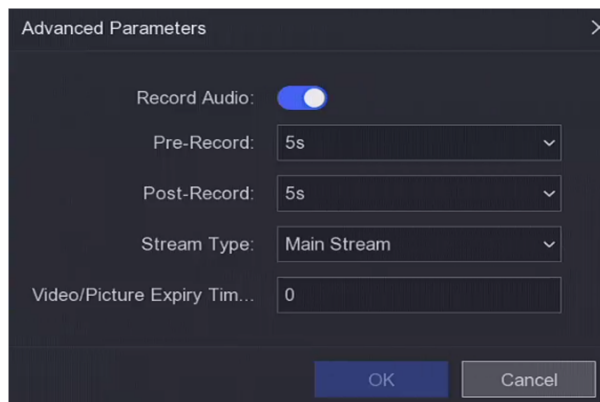 Advanced Parameters
Record Audio:
Pre-Record: 5s
Post-Record: 5s
Stream Type: Main Stream
Video/Picture Expiry Tim... 0
OK Cancel